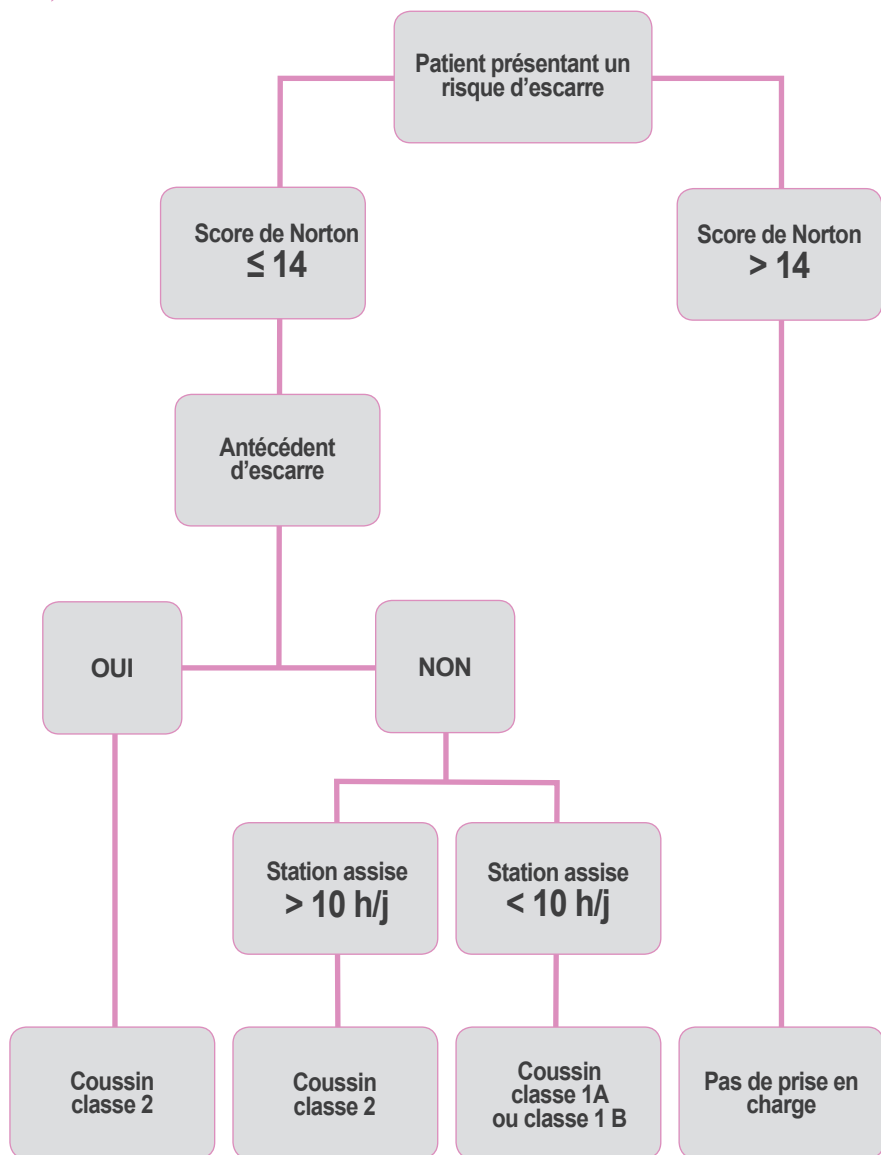 Patient présentant un
risque d’escarre
Score de Norton
≤ 14
Score de Norton
> 14
Antécédent
d’escarre
OUI
NON
Station assise
> 10 h/j
Station assise
< 10 h/j
Coussin
classe 2
Coussin
classe 2
Coussin
classe 1A
ou classe 1 B
Pas de prise en
charge